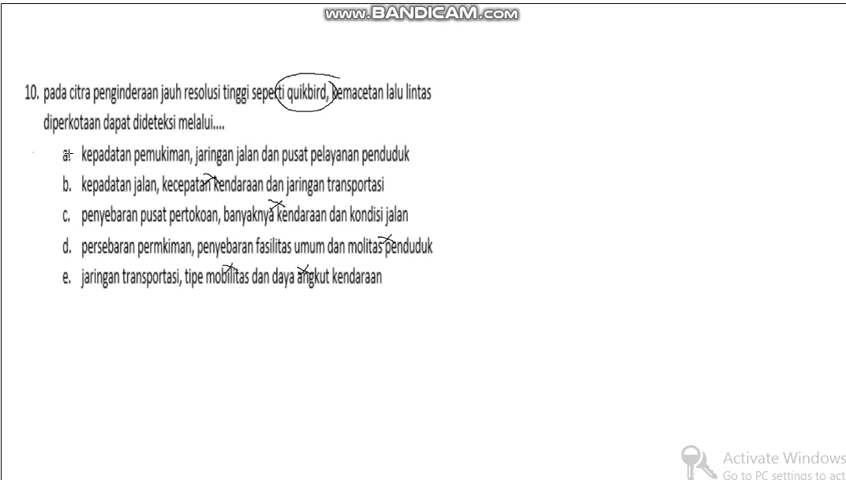 www.BANDICAM.com
10. pada citra penginderaan jauh resolusi tinggi seperti quikbird, kemacetan lalu lintas
diperkotaan dapat dideteksi melalui....
a. kepadatan pemukiman, jaringan jalan dan pusat pelayanan penduduk
b. kepadatan jalan, kecepatan kendaraan dan jaringan transportasi
c. penyebaran pusat pertokoan, banyaknya kendaraan dan kondisi jalan
d. persebaran permkiman, penyebaran fasilitas umum dan molitas penduduk
e. jaringan transportasi, tipe mobilitas dan daya angkut kendaraan
Activate Windows
Go to PC settings to act